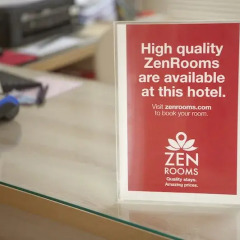 High quality
ZenRooms
are available
at this hotel.
Visit zenrooms.com
to book your room.
ZEN
ROOMS
Quality stays.
Amazing prices.